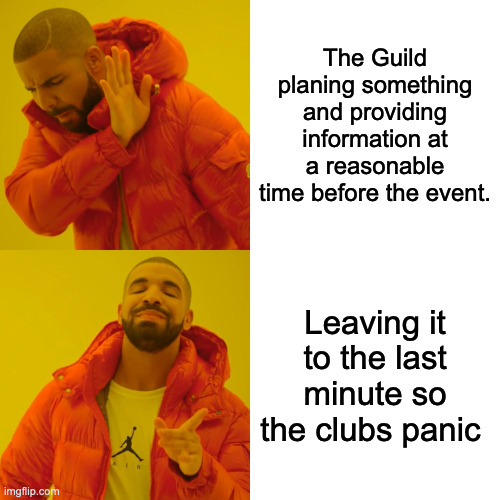 The Guild
planing something
and providing
information at
a reasonable
time before the event.
Leaving it
to the last
minute so
the clubs panic
AIR
imgflip.com